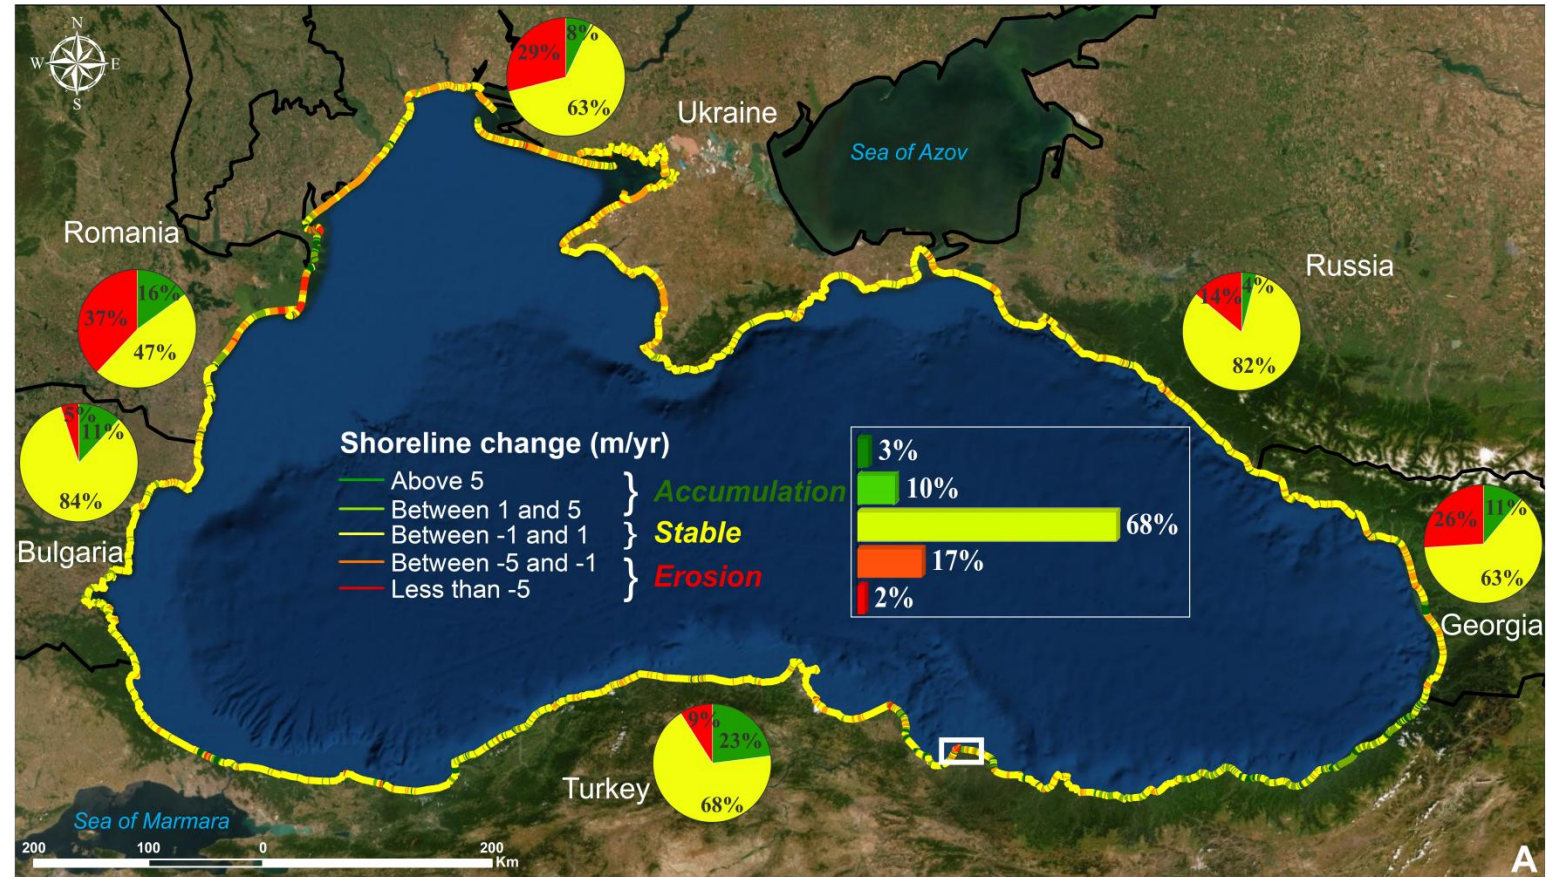 N
W E
S
8%
29%
63%
Ukraine
Sea of Azov
Romania
16%
37%
47%
Russia
14% 4%
82%
5%
11%
84%
Bulgaria
Shoreline change (m/yr)
Above 5
Between 1 and 5
Accumulation
Between -1 and 1
Stable
Between -5 and -1
Less than -5
Erosion
3%
10%
68%
17%
2%
11%
26%
63%
Georgia
9%
23%
68%
Turkey
Sea of Marmara
200 100 0 200
Km
A